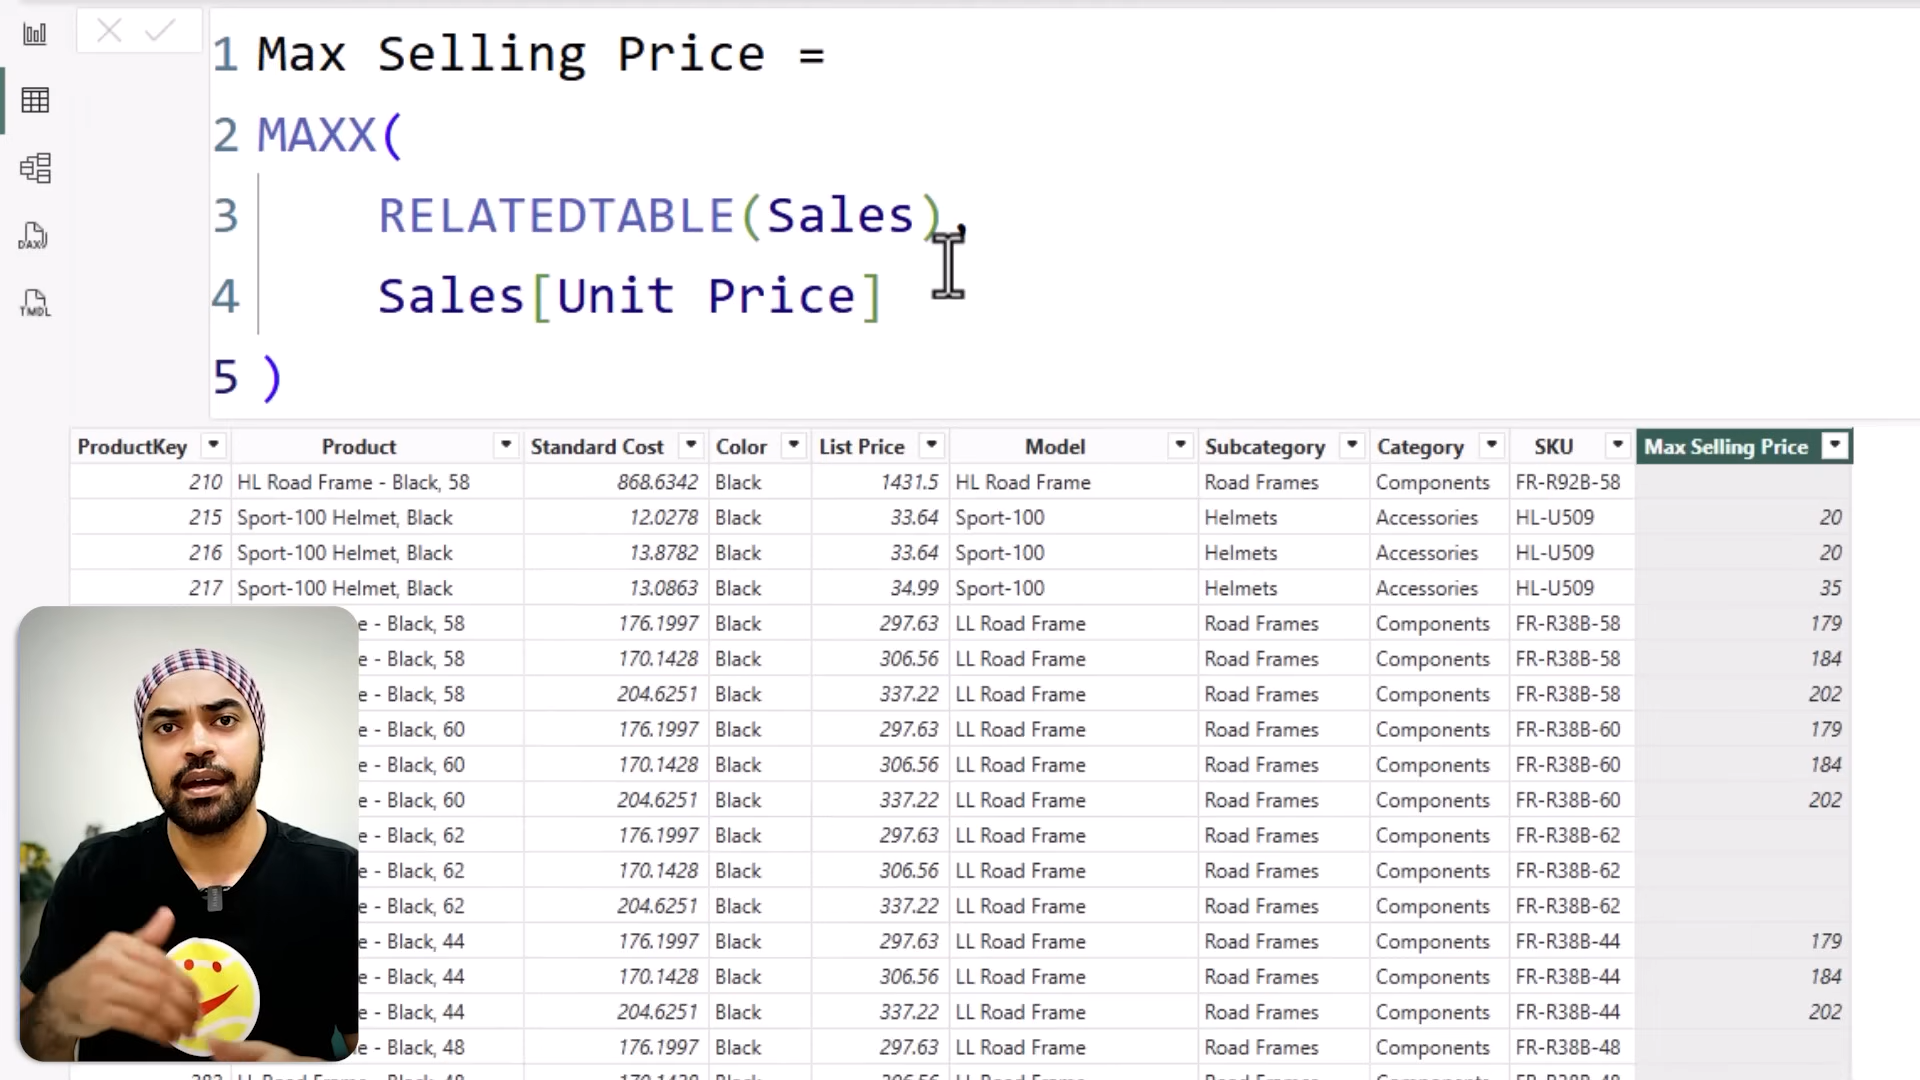 1 Max Selling Price =
2 MAXX(
3 RELATEDTABLE(Sales),
4 Sales[Unit Price]
5 )
DAX
TMDL
ProductKey Product Standard Cost Color List Price Model Subcategory Category SKU Max Selling Price
210 HL Road Frame - Black, 58 868.6342 Black 1431.5 HL Road Frame Road Frames Components FR-R92B-58
215 Sport-100 Helmet, Black 12.0278 Black 33.64 Sport-100 Helmets Accessories HL-U509 20
216 Sport-100 Helmet, Black 13.8782 Black 33.64 Sport-100 Helmets Accessories HL-U509 20
217 Sport-100 Helmet, Black 13.0863 Black 34.99 Sport-100 Helmets Accessories HL-U509 35
e - Black, 58 176.1997 Black 297.63 LL Road Frame Road Frames Components FR-R38B-58 179
e - Black, 58 170.1428 Black 306.56 LL Road Frame Road Frames Components FR-R38B-58 184
e - Black, 58 204.6251 Black 337.22 LL Road Frame Road Frames Components FR-R38B-58 202
e - Black, 60 176.1997 Black 297.63 LL Road Frame Road Frames Components FR-R38B-60 179
e - Black, 60 170.1428 Black 306.56 LL Road Frame Road Frames Components FR-R38B-60 184
e - Black, 60 204.6251 Black 337.22 LL Road Frame Road Frames Components FR-R38B-60 202
e - Black, 62 176.1997 Black 297.63 LL Road Frame Road Frames Components FR-R38B-62
e - Black, 62 170.1428 Black 306.56 LL Road Frame Road Frames Components FR-R38B-62
e - Black, 62 204.6251 Black 337.22 LL Road Frame Road Frames Components FR-R38B-62
e - Black, 44 176.1997 Black 297.63 LL Road Frame Road Frames Components FR-R38B-44 179
e - Black, 44 170.1428 Black 306.56 LL Road Frame Road Frames Components FR-R38B-44 184
e - Black, 44 204.6251 Black 337.22 LL Road Frame Road Frames Components FR-R38B-44 202
e - Black, 48 176.1997 Black 297.63 LL Road Frame Road Frames Components FR-R38B-48